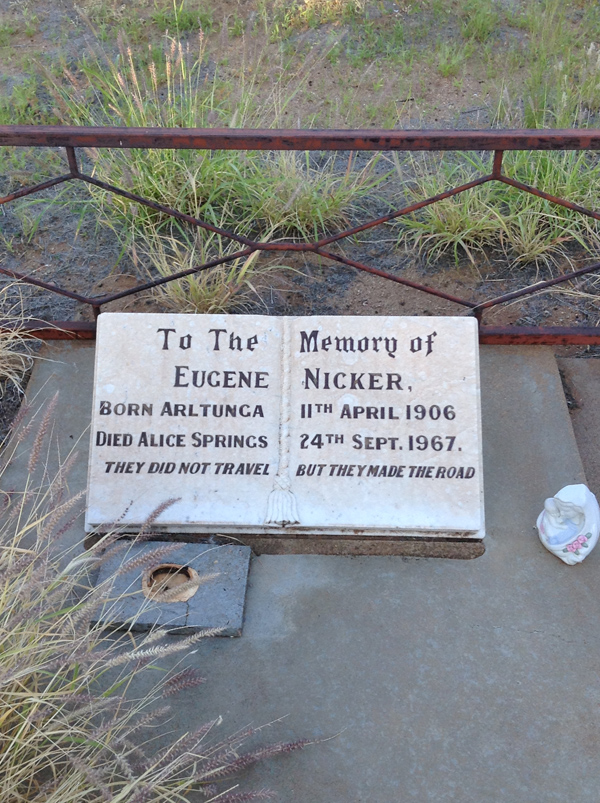 To The Memory of
EUGENE NICKER,
BORN ARLTUNGA 11TH APRIL 1906
DIED ALICE SPRINGS 24TH SEPT. 1967.
THEY DID NOT TRAVEL BUT THEY MADE THE ROAD